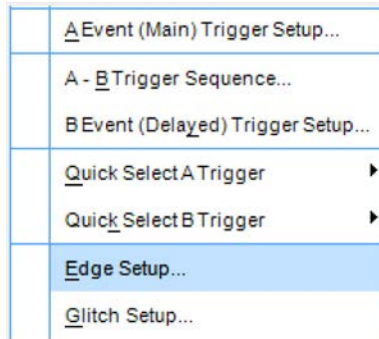 A Event (Main) Trigger Setup...
A - B Trigger Sequence...
B Event (Delayed) Trigger Setup...
Quick Select A Trigger
Quick Select B Trigger
Edge Setup...
Glitch Setup...